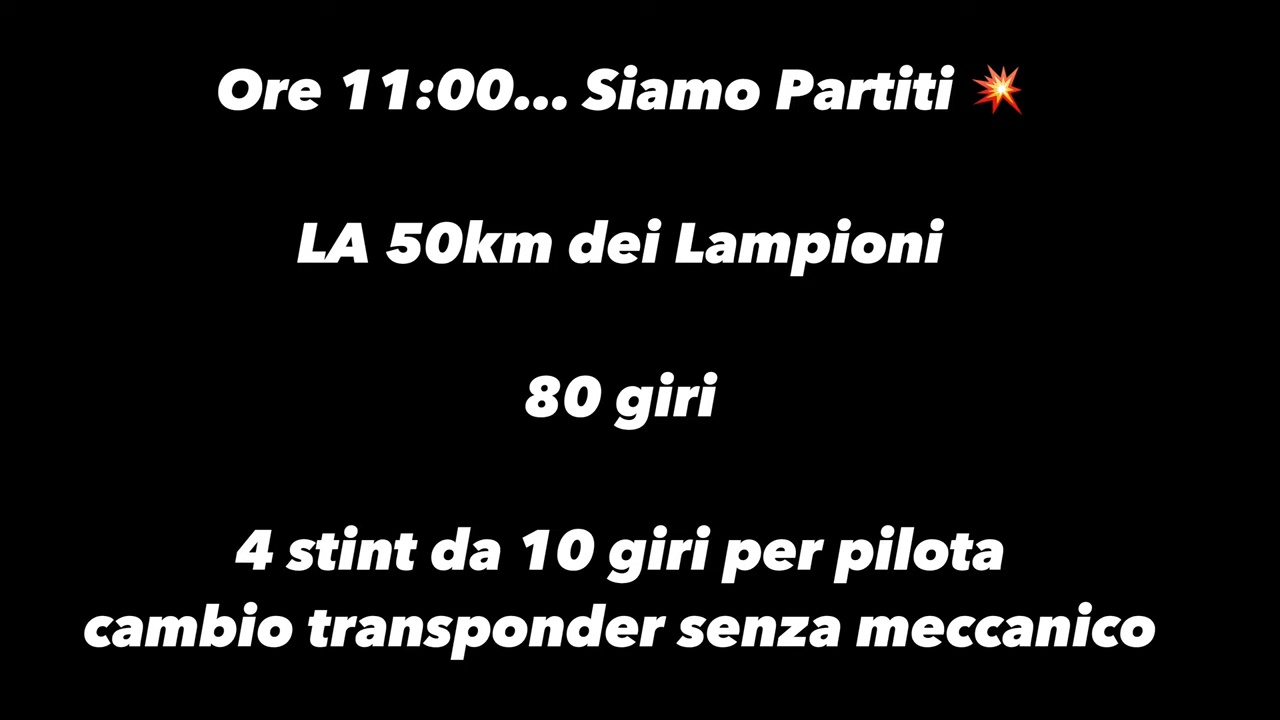 Ore 11:00... Siamo Partiti 💥
LA 50km dei Lampioni
80 giri
4 stint da 10 giri per pilota
cambio transponder senza meccanico